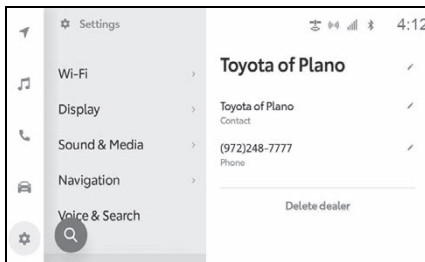 Settings
4:12
Wi-Fi
Display
Sound & Media
Navigation
Voice & Search
Toyota of Plano
Toyota of Plano
Contact
(972)248-7777
Phone
Delete dealer